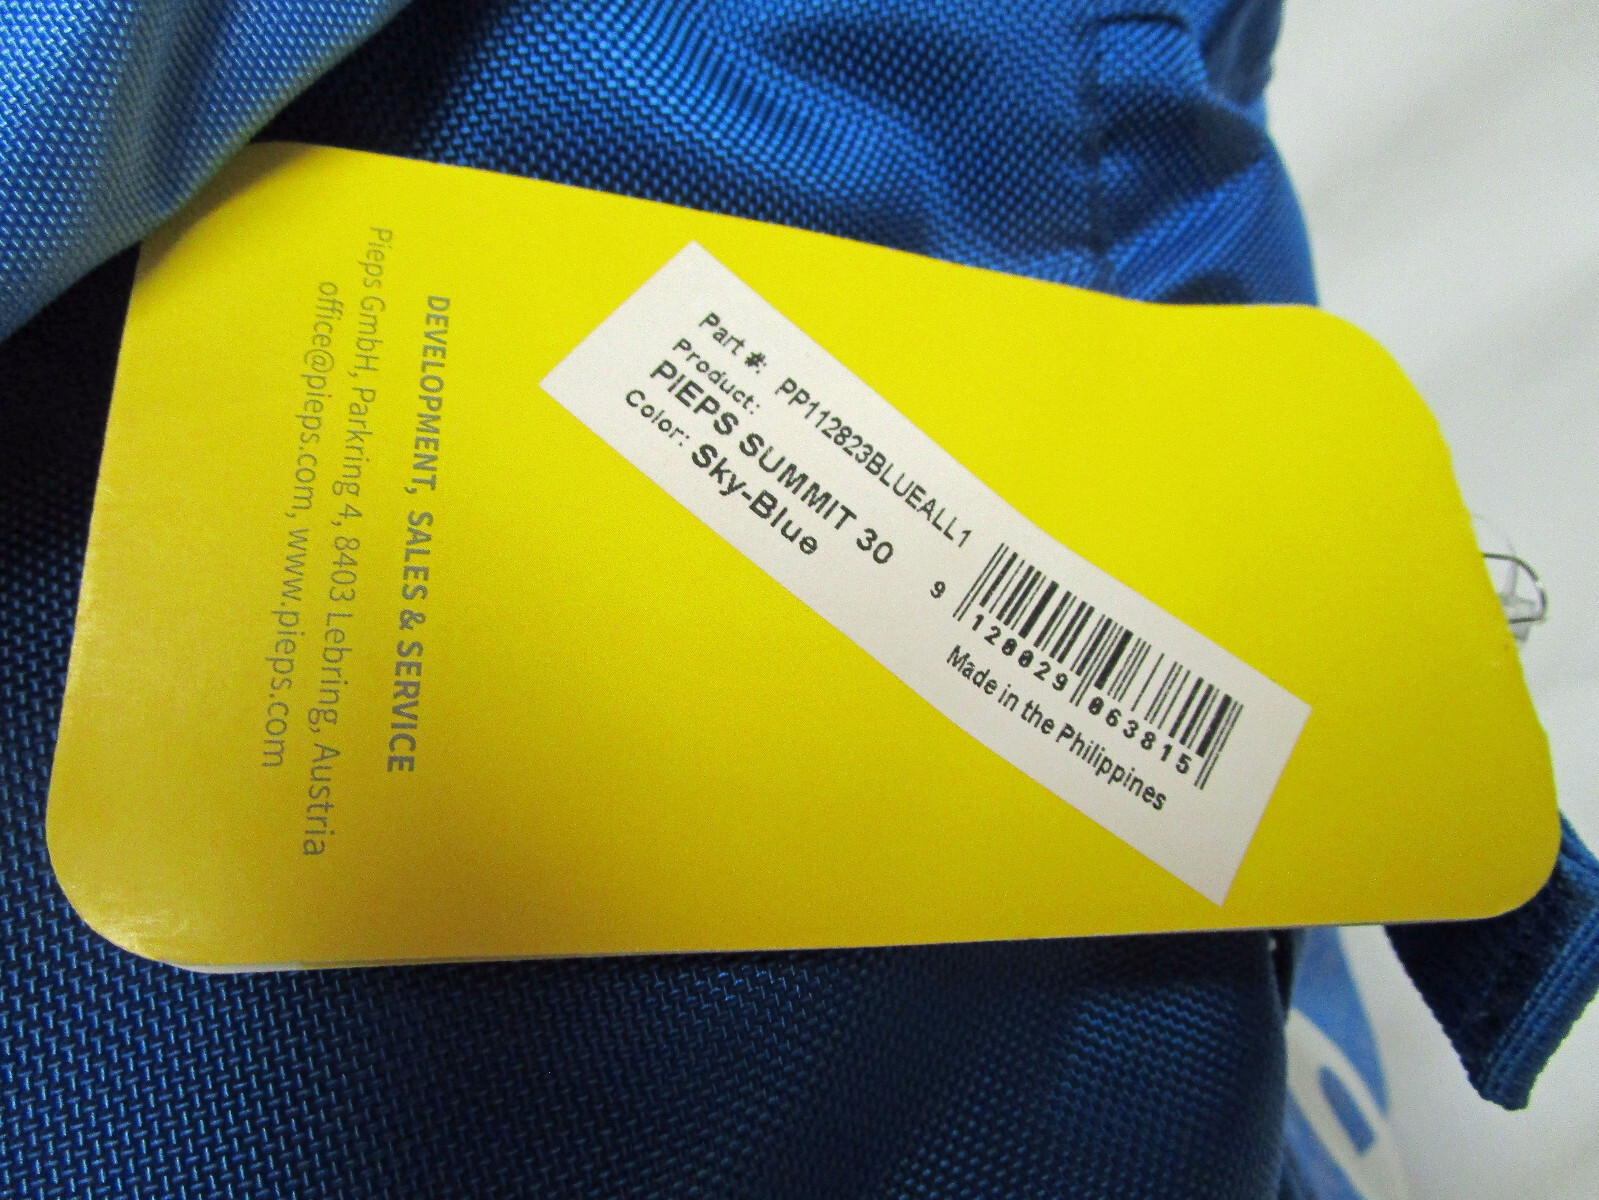 Part #: PP112823BLUEALL1
Product:
PIEPS SUMMIT 30
Color: Sky-Blue
9 120029 063815
Made in the Philippines
DEVELOPMENT, SALES & SERVICE
Pieps GmbH, Parkring 4, 8403 Lebring, Austria
office@pieps.com, www.pieps.com